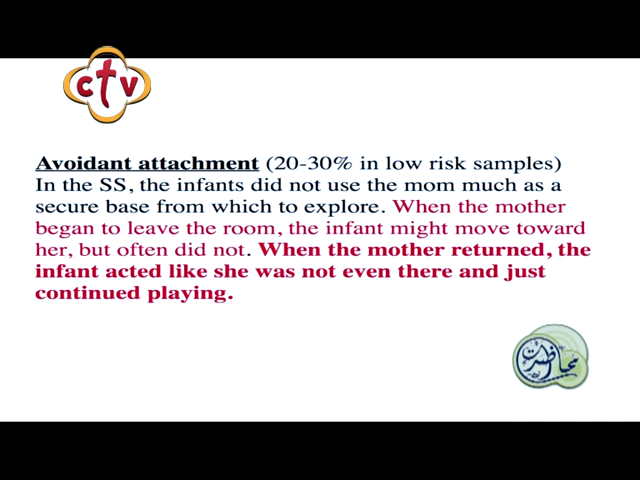 ctv
Avoidant attachment (20-30% in low risk samples)
In the SS, the infants did not use the mom much as a
secure base from which to explore. When the mother
began to leave the room, the infant might move toward
her, but often did not. When the mother returned, the
infant acted like she was not even there and just
continued playing.
محاضرات